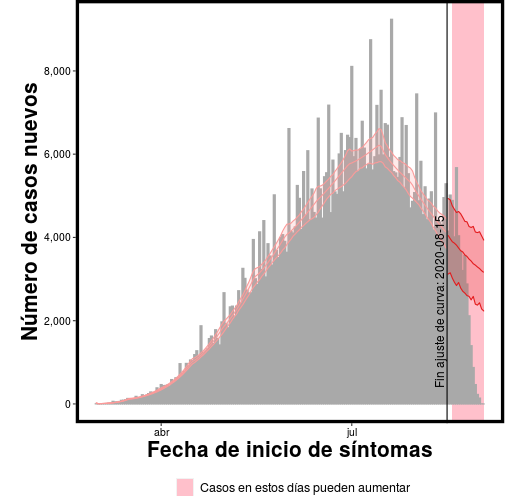 Número de casos nuevos
8,000
6,000
4,000
2,000
0
Fin ajuste de curva: 2020-08-15
abr
jul
Fecha de inicio de síntomas
Casos en estos días pueden aumentar